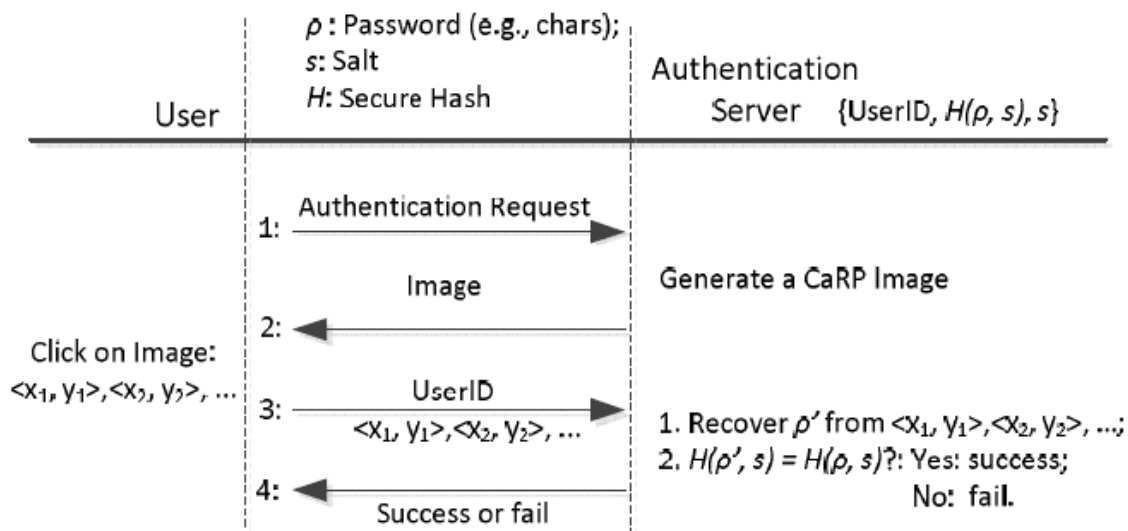 ρ : Password (e.g., chars);
s: Salt
H: Secure Hash
User
Authentication
Server {UserID, H(ρ, s), s}
1: Authentication Request
Generate a CaRP Image
2: Image
Click on Image:
<x₁, y₁>,<x₂, y₂>, ...
3: UserID
<x₁, y₁>,<x₂, y₂>, ...
1. Recover ρ' from <x₁, y₁>,<x₂, y₂>, ...;
2. H(ρ', s) = H(ρ, s)?: Yes: success;
No: fail.
4: Success or fail